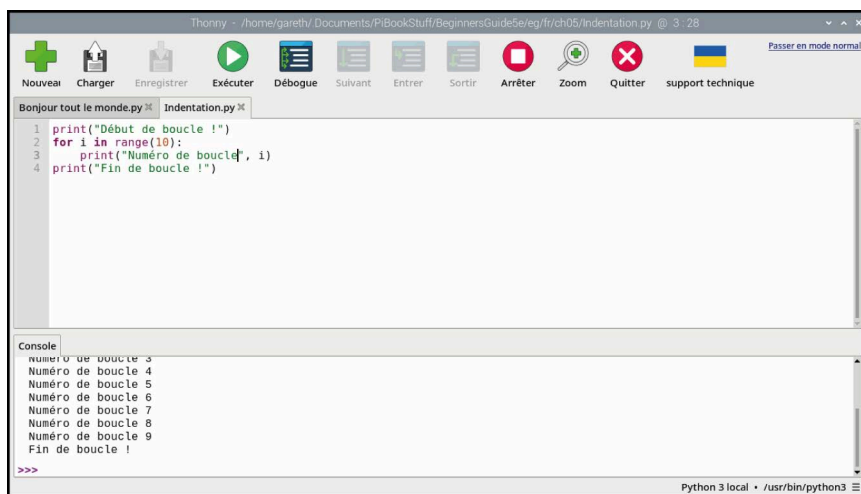 Thonny - /home/gareth/.Documents/PiBookStuff/BeginnersGuide5e/eg/fr/ch05/Indentation.py @ 3 : 28
Passer en mode normal
Nouveau Charger Enregistrer Exécuter Débogue Suivant Entrer Sortir Arrêter Zoom Quitter support technique
Bonjour tout le monde.py Indentation.py
1 print("Début de boucle !")
2 for i in range(10):
3 print("Numéro de boucle", i)
4 print("Fin de boucle !")
Console
Numéro de boucle 3
Numéro de boucle 4
Numéro de boucle 5
Numéro de boucle 6
Numéro de boucle 7
Numéro de boucle 8
Numéro de boucle 9
Fin de boucle !
>>>
Python 3 local • /usr/bin/python3 ☰